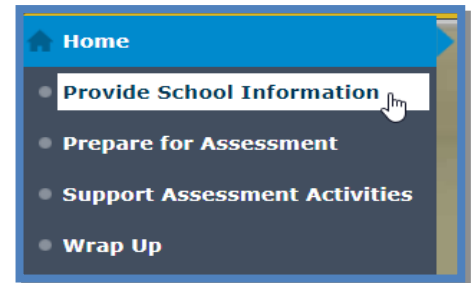 Home
Provide School Information
Prepare for Assessment
Support Assessment Activities
Wrap Up